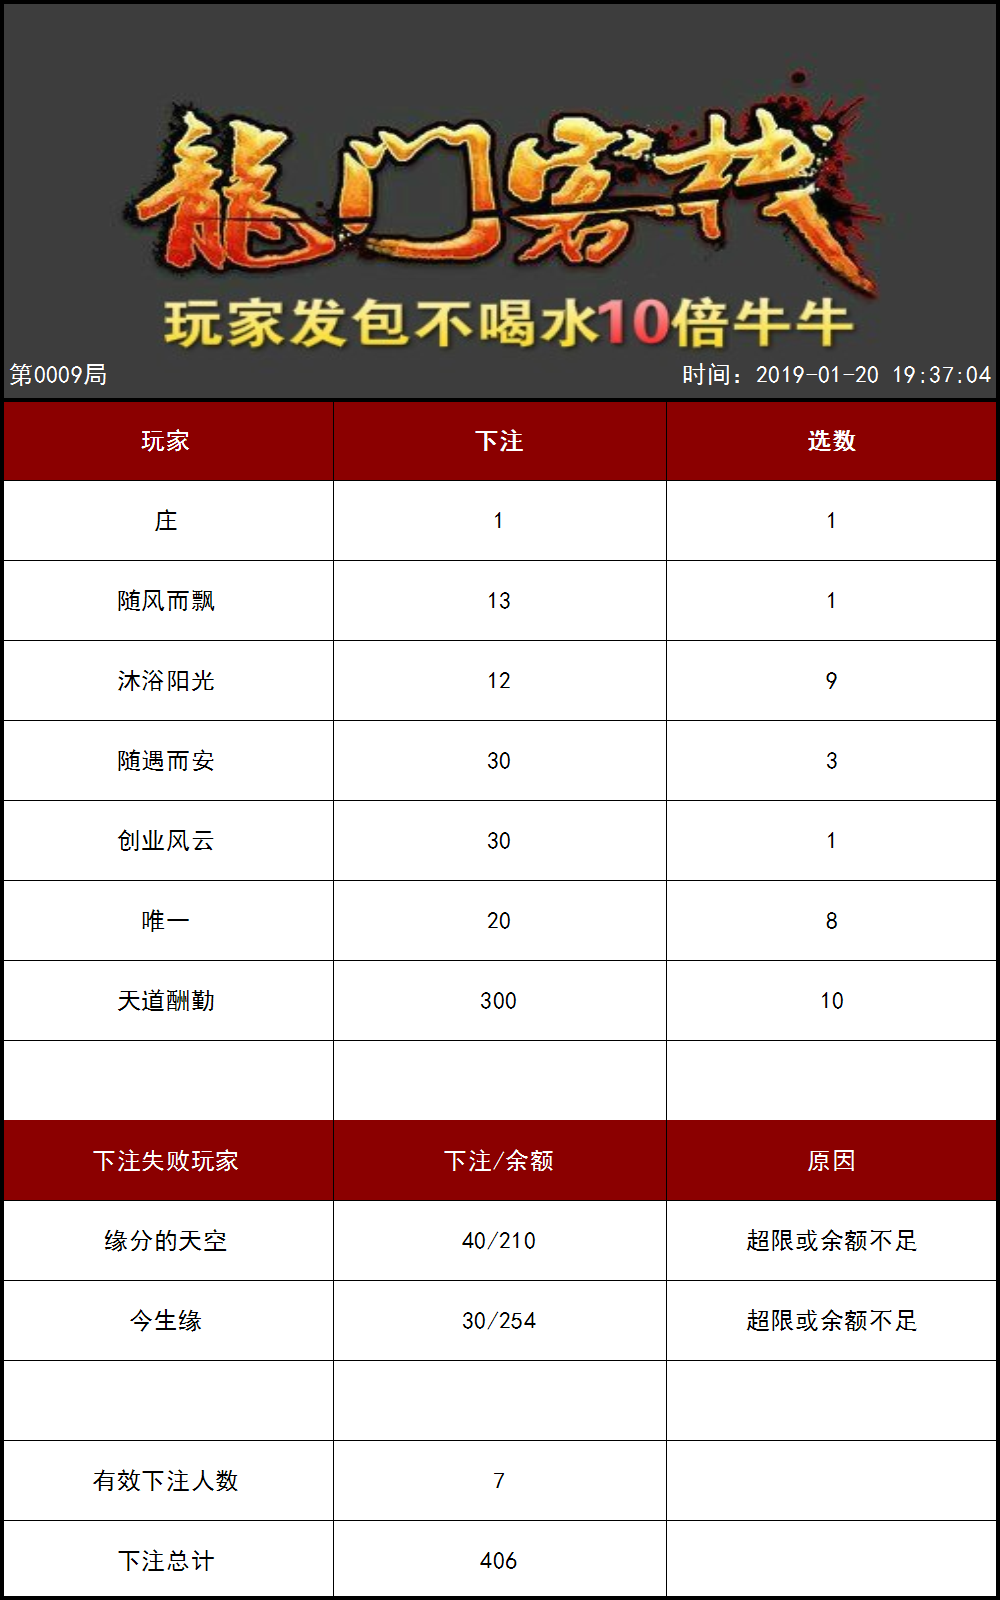 龍门客栈
玩家发包不喝水10倍牛牛
第0009局 时间：2019-01-20 19:37:04
玩家 下注 选数
庄 1 1
随风而飘 13 1
沐浴阳光 12 9
随遇而安 30 3
创业风云 30 1
唯一 20 8
天道酬勤 300 10
下注失败玩家 下注/余额 原因
缘分的天空 40/210 超限或余额不足
今生缘 30/254 超限或余额不足
有效下注人数 7
下注总计 406